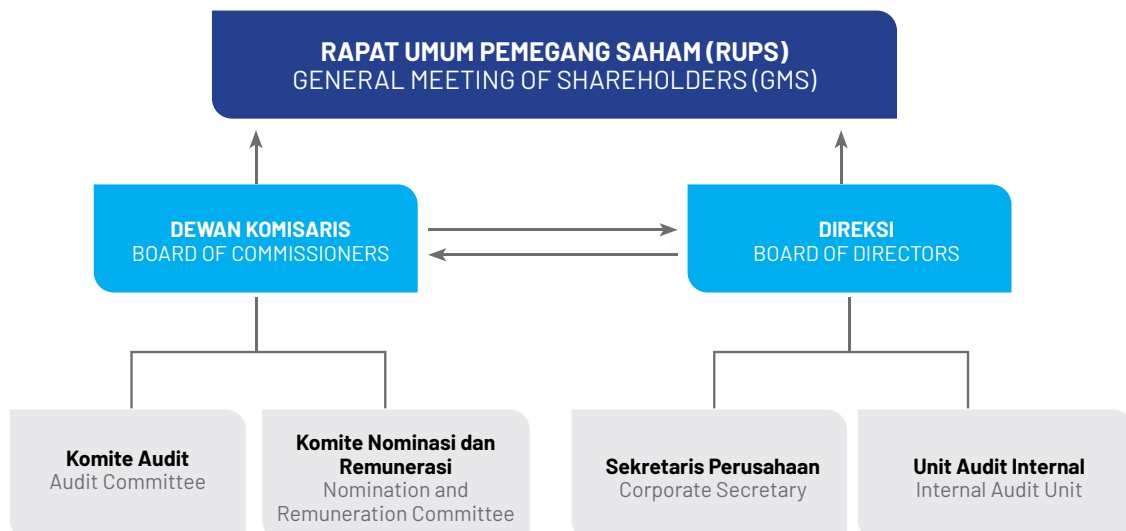 RAPAT UMUM PEMEGANG SAHAM (RUPS)
GENERAL MEETING OF SHAREHOLDERS (GMS)
DEWAN KOMISARIS
BOARD OF COMMISSIONERS
DIREKSI
BOARD OF DIRECTORS
Komite Audit
Audit Committee
Komite Nominasi dan
Remunerasi
Nomination and
Remuneration Committee
Sekretaris Perusahaan
Corporate Secretary
Unit Audit Internal
Internal Audit Unit